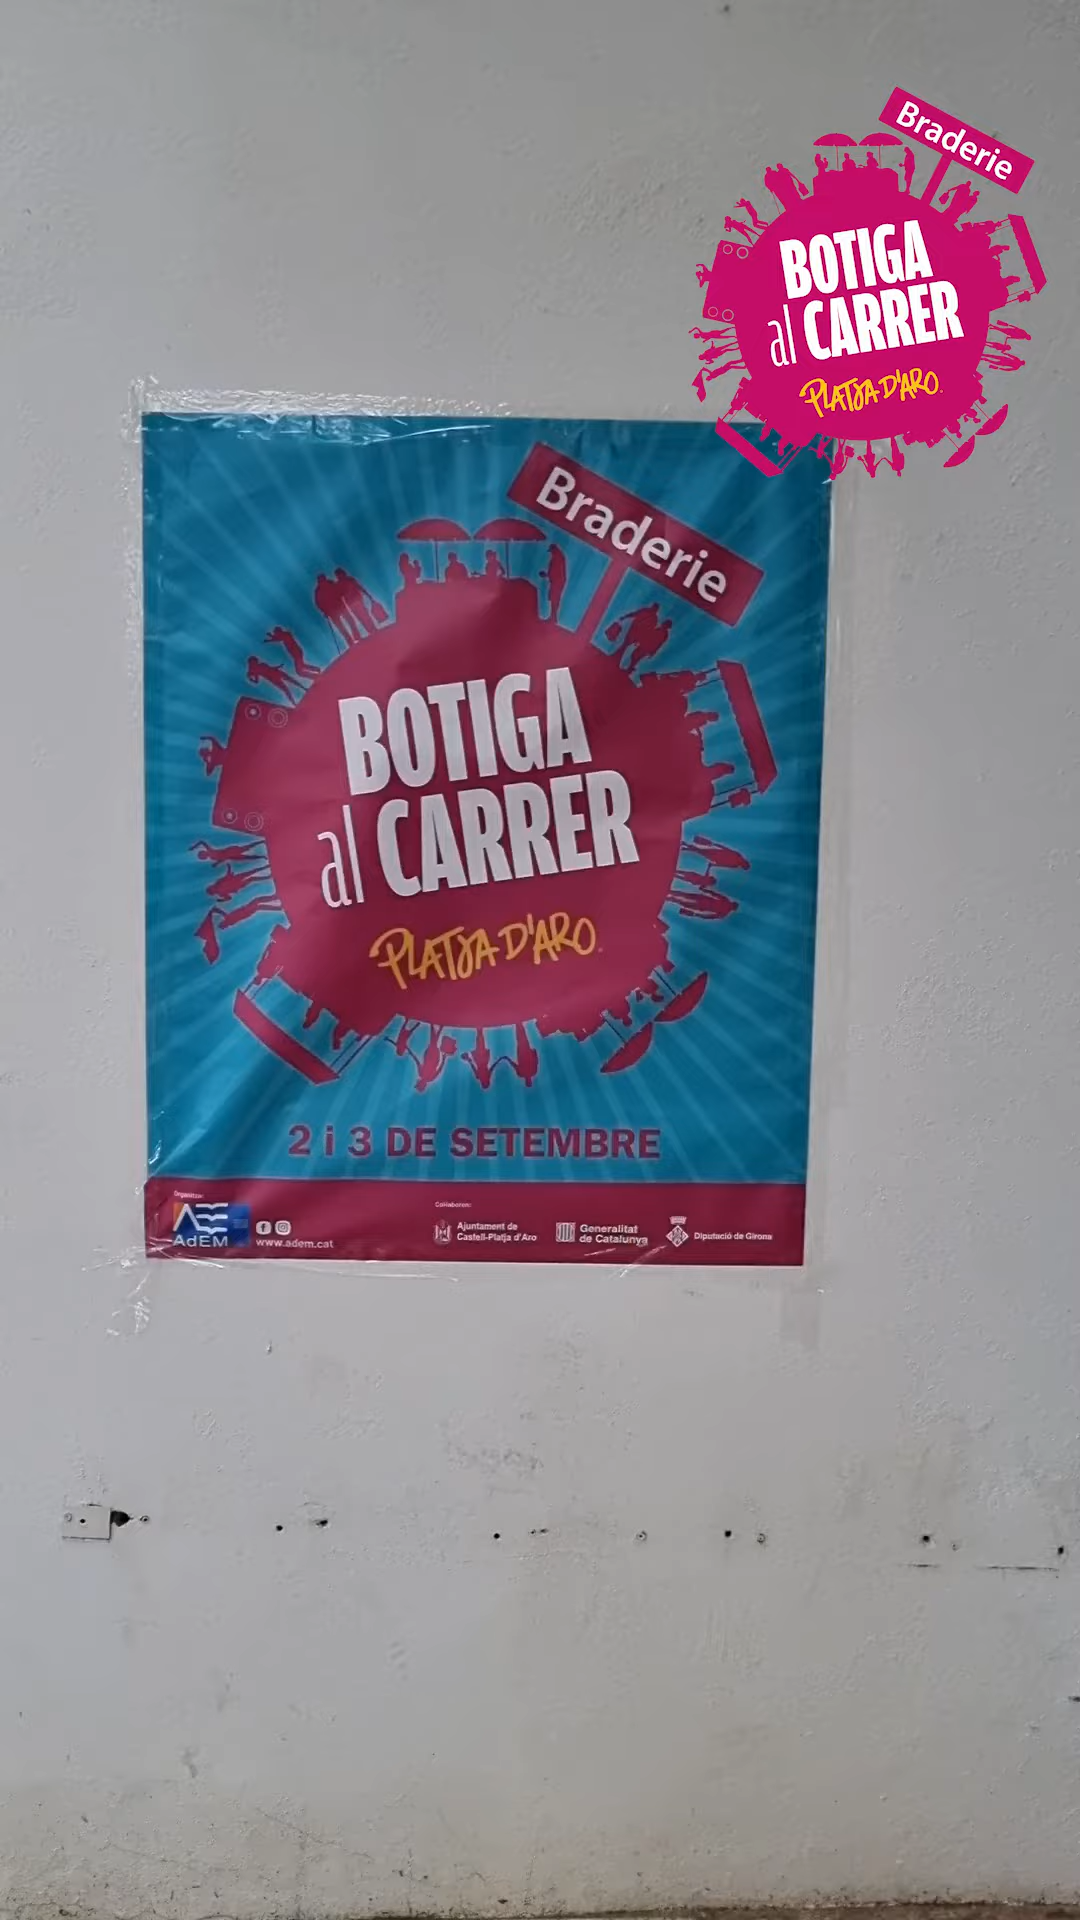 Braderie
BOTIGA
al CARRER
PLATJA D'ARO
Braderie
BOTIGA
al CARRER
PLATJA D'ARO
2 i 3 DE SETEMBRE
Organitza:
AdEM
www.adem.cat
Col·laboren:
Ajuntament de
Castell-Platja d'Aro
Generalitat
de Catalunya
Diputació de Girona